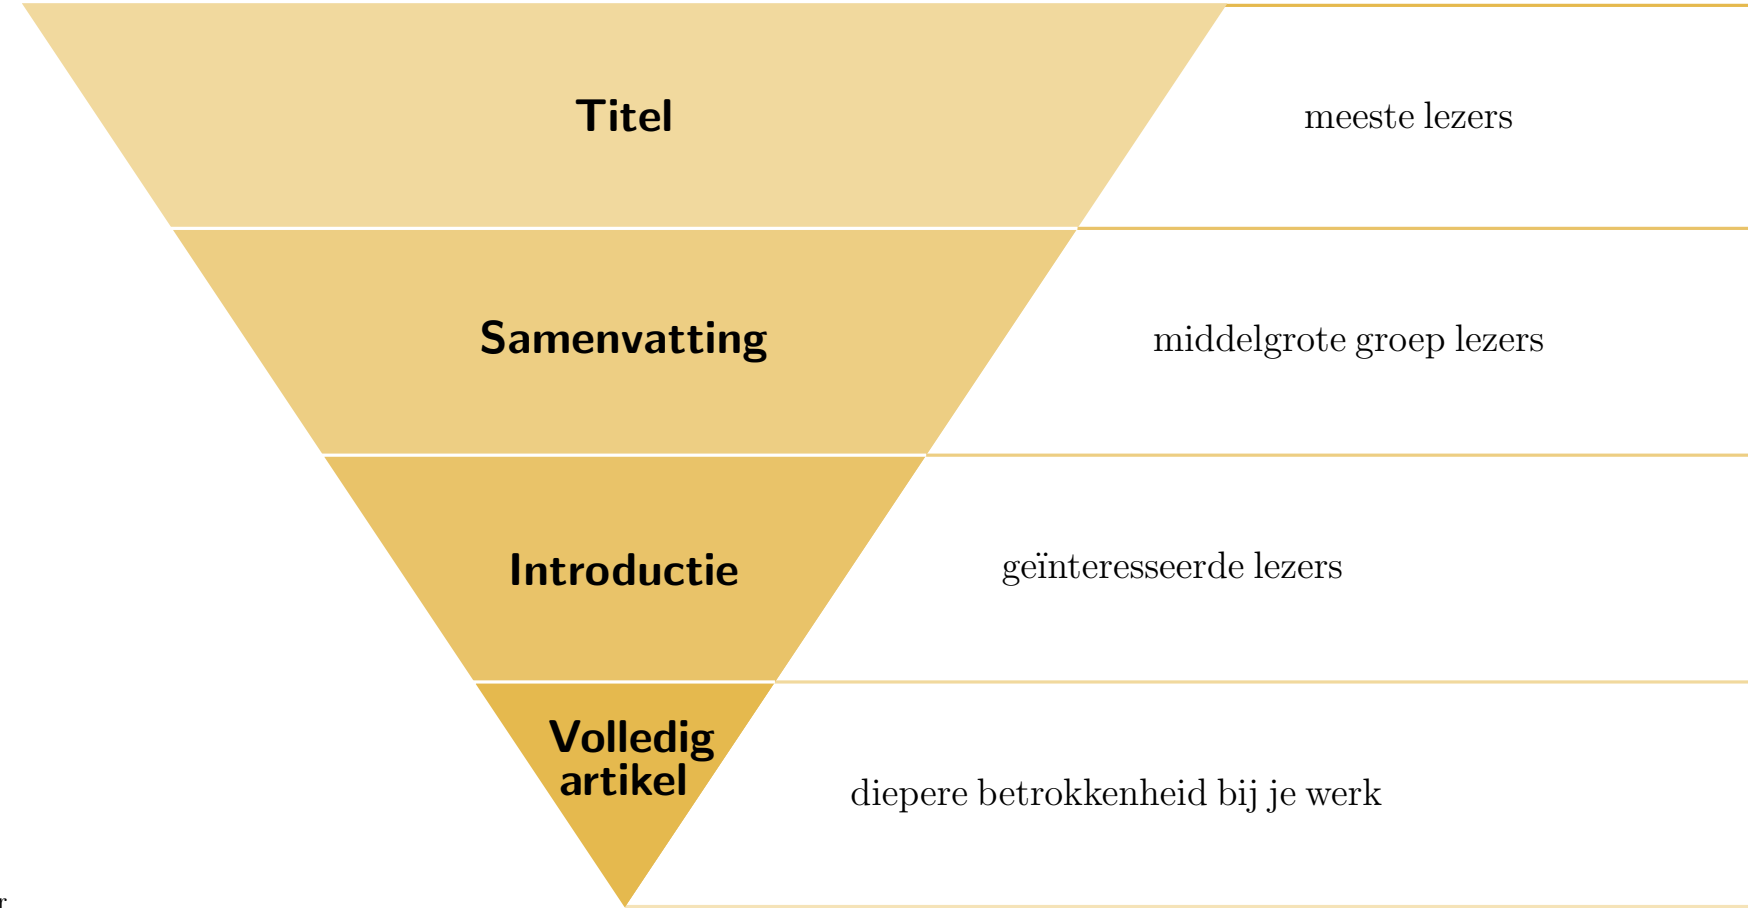 Titel
meeste lezers
Samenvatting
middelgrote groep lezers
Introductie
geïnteresseerde lezers
Volledig
artikel
diepere betrokkenheid bij je werk
r